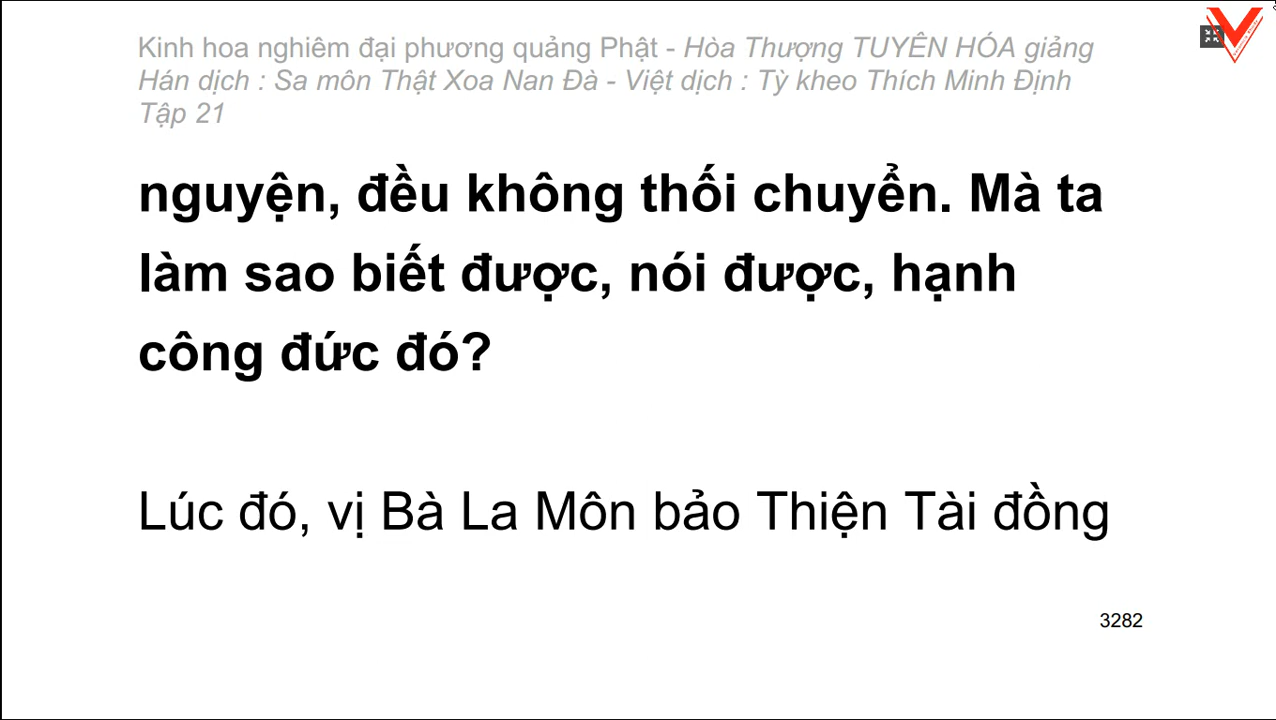 Kinh hoa nghiêm đại phương quảng Phật - Hòa Thượng TUYÊN HÓA giảng
Hán dịch : Sa môn Thật Xoa Nan Đà - Việt dịch : Tỳ kheo Thích Minh Định
Tập 21
nguyện, đều không thối chuyển. Mà ta
làm sao biết được, nói được, hạnh
công đức đó?
Lúc đó, vị Bà La Môn bảo Thiện Tài đồng
3282